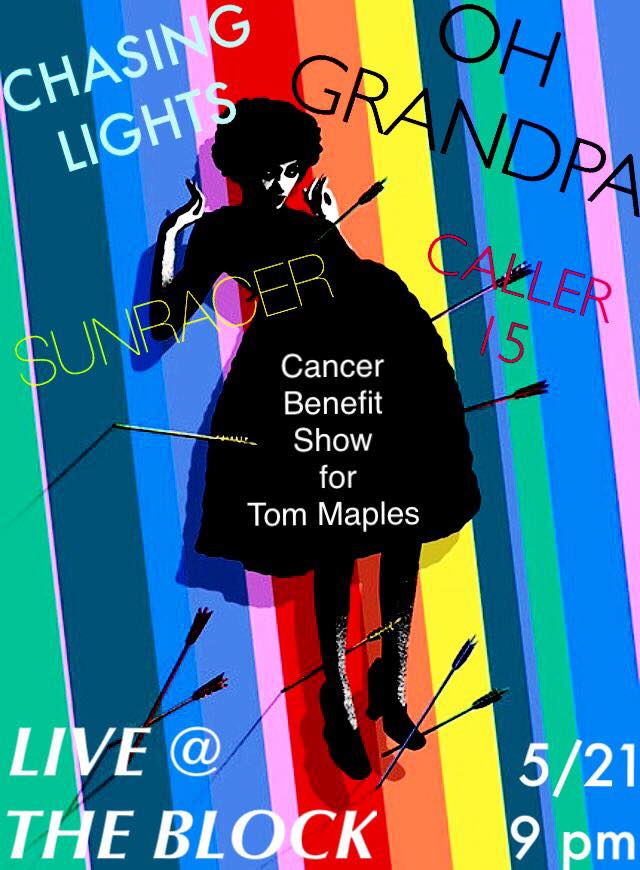 CHASING
LIGHTS
OH
GRANDPA
SUNRACER
CALLER
15
Cancer
Benefit
Show
for
Tom Maples
LIVE @
THE BLOCK
5/21
9 pm